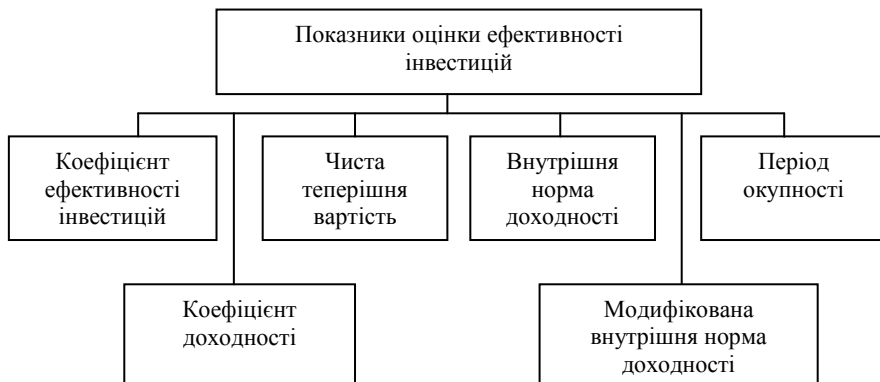 Показники оцінки ефективності
інвестицій
Коефіцієнт
ефективності
інвестицій
Чиста
теперішня
вартість
Внутрішня
норма
доходності
Період
окупності
Коефіцієнт
доходності
Модифікована
внутрішня норма
доходності